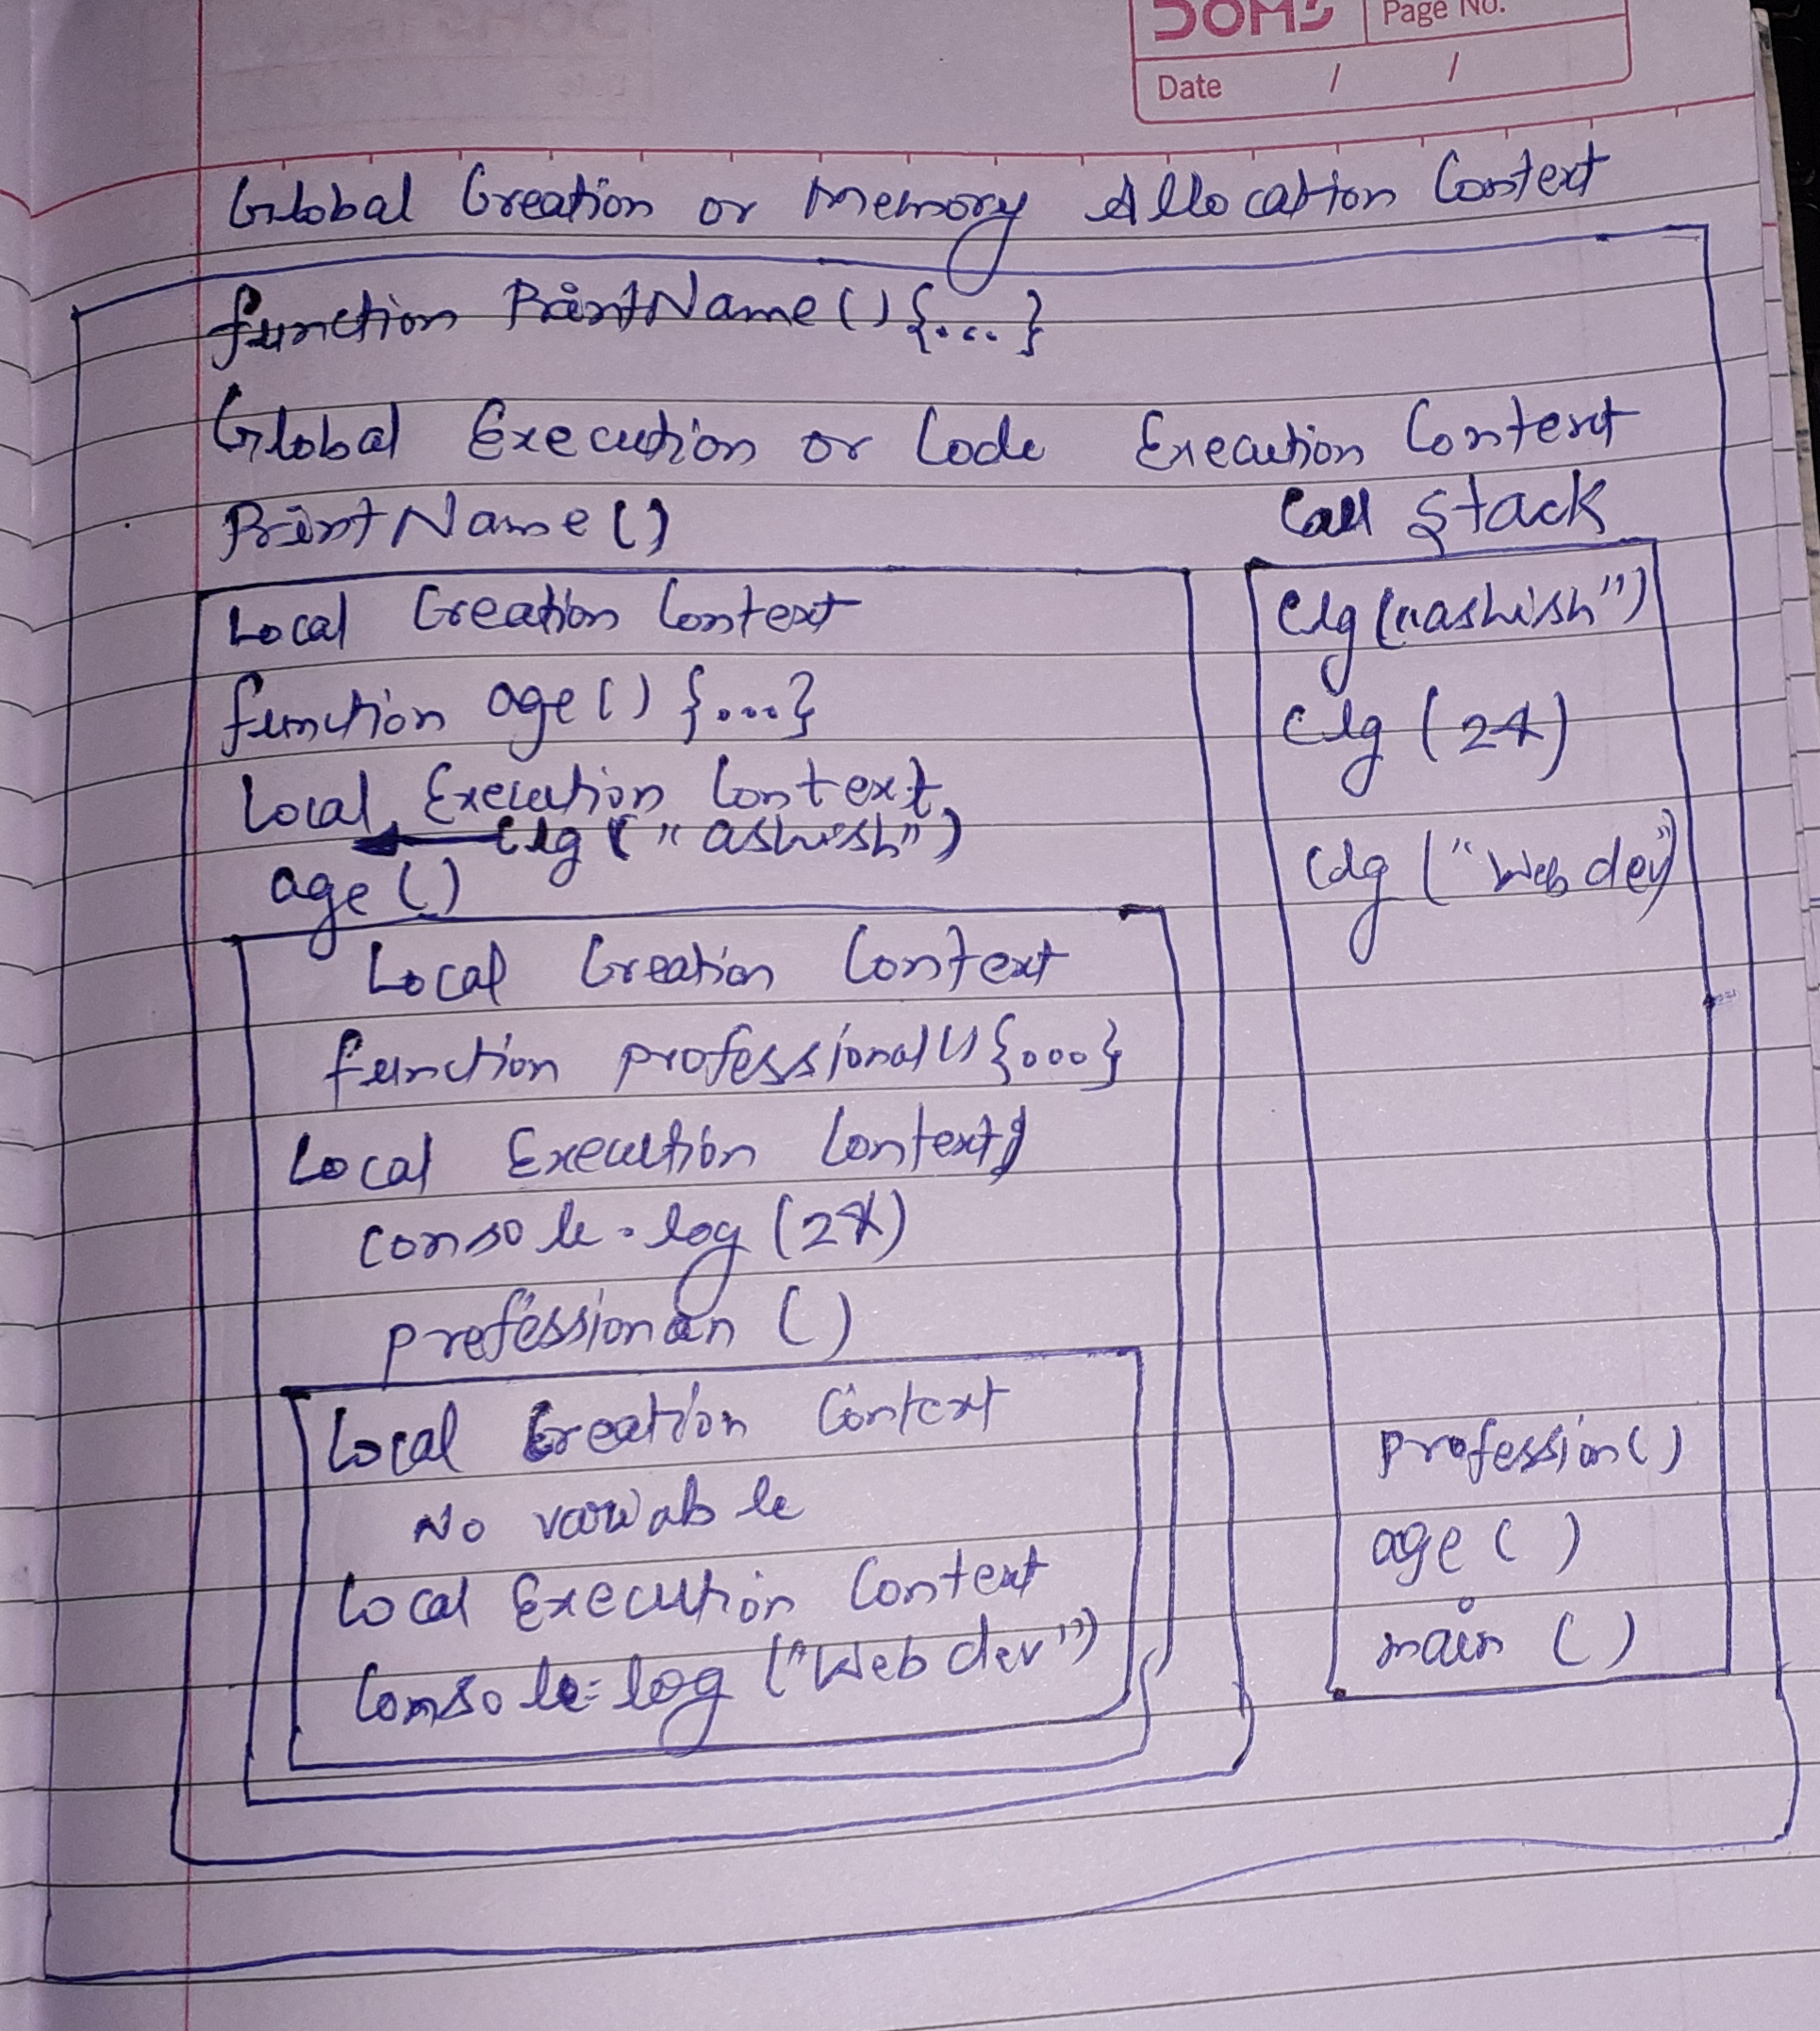 DOMS
Page No.
Date / /
Global Creation or Memory Allocation Context
function PrintName () {...}
Global Execution or Code Execution Context
PrintName ()
Call Stack
Local Creation Context
function age () {...}
Local Execution Context
clg ("ashish")
age ()
Local Creation Context
function professional () {...}
Local Execution Context
console.log (24)
()
Local Creation Context
No variable
Local Execution Context
Console.log ("Web dev")
Clg ("ashish")
Clg (24)
Clg ("Web dev")
profession ()
age ()
main ()